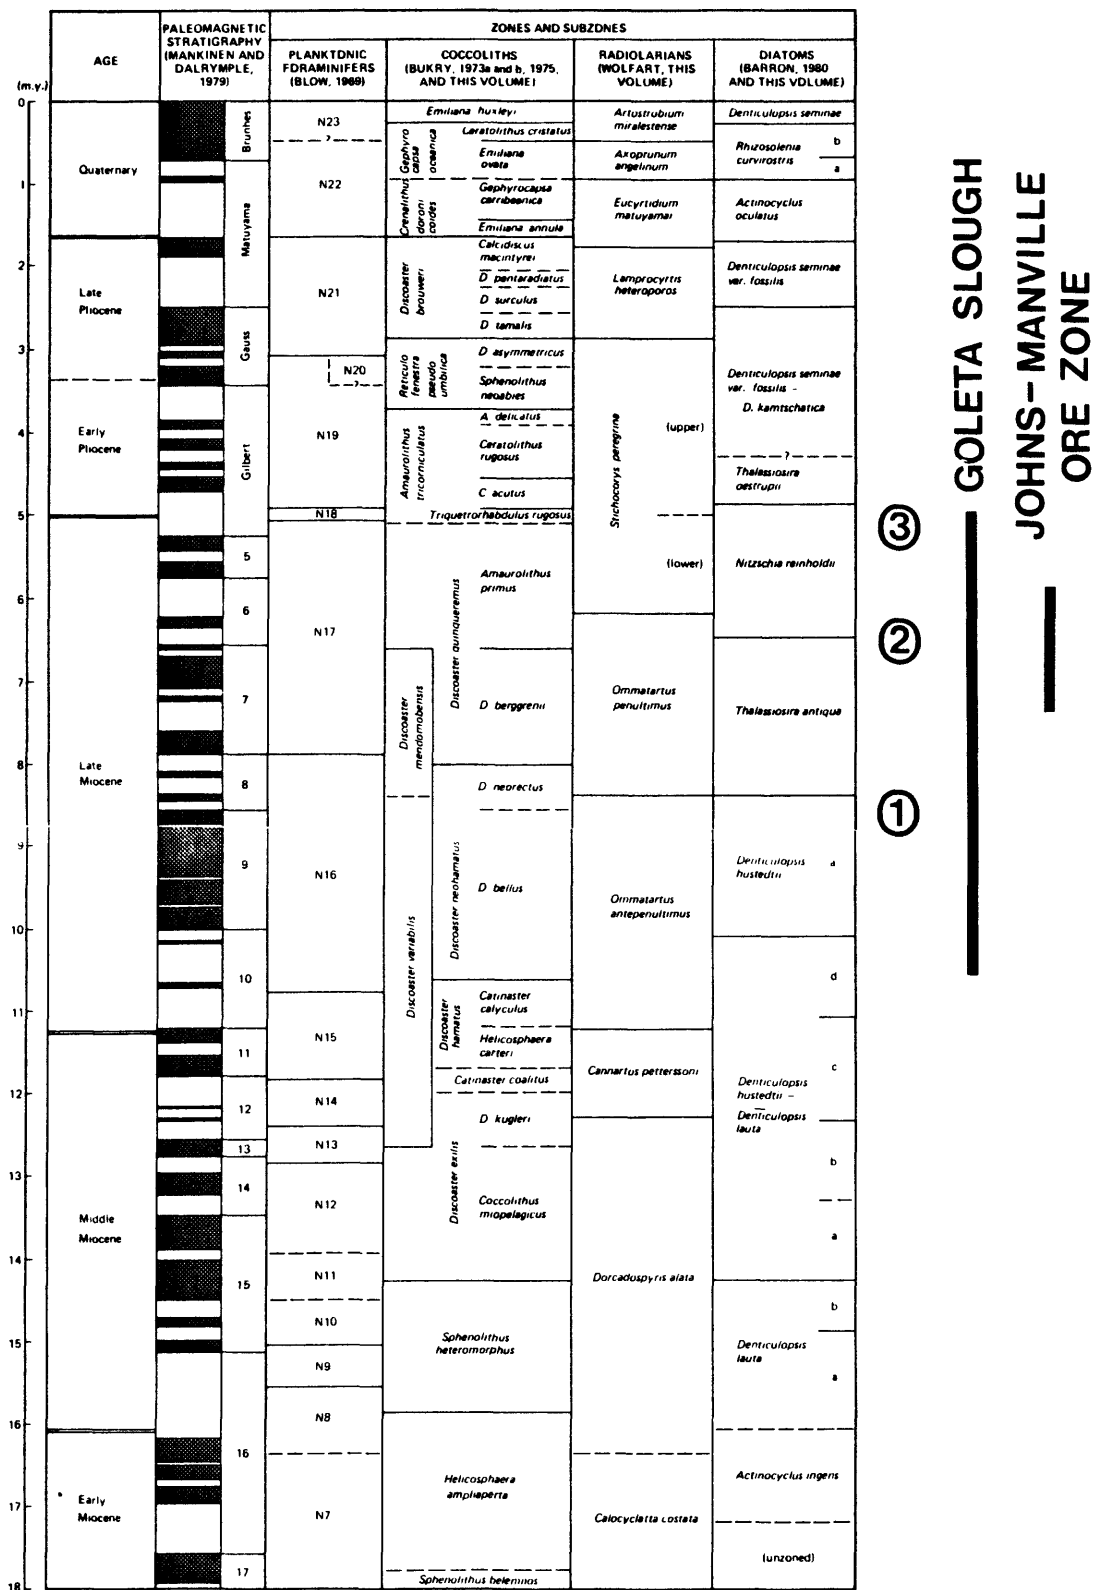 ZONES AND SUBZONES
PALEOMAGNETIC
STRATIGRAPHY
(MANKINEN AND
DALRYMPLE,
1979)
AGE
PLANKTONIC
FORAMINIFERS
(BLOW, 1969)
COCCOLITHS
(BUKRY, 1973a and b, 1975,
AND THIS VOLUME)
RADIOLARIANS
(WOLFART, THIS
VOLUME)
DIATOMS
(BARRON, 1980
AND THIS VOLUME)
(m.y.)
0
1
2
3
4
5
6
7
8
9
10
11
12
13
14
15
16
17
18
Quaternary
Late
Pliocene
Early
Pliocene
Late
Miocene
Middle
Miocene
Early
Miocene
Brunhes
Matuyama
Gauss
Gilbert
5
6
7
8
9
10
11
12
13
14
15
16
17
N23
?
N22
N21
N20
?
N19
N18
N17
N16
N15
N14
N13
N12
N11
N10
N9
N8
N7
Emiliana huxleyi
Gephyro
capsa
oceanica
Ceratolithus cristatus
Emiliana
ovata
Crenalithus
doroni
coides
Gephyrocapsa
carribeanica
Emiliana annula
Discoaster
brouweri
Calcidiscus
macintyrei
D pentaradiatus
D surculus
D tamalis
Reticulo
fenestra
pseudo
umbilica
D asymmetricus
Sphenolithus
neoabies
Amaurolithus
tricorniculatus
A delicatus
Ceratolithus
rugosus
C acutus
Triquetrorhabdulus rugosus
Discoaster quinqueremus
Amaurolithus
primus
D berggrenii
Discoaster
mendomobensis
Discoaster variabilis
Discoaster neohamatus
D neorectus
D bellus
Discoaster
hamatus
Catinaster
calyculus
Helicosphaera
carteri
Catinaster coalitus
Discoaster exilis
D kugleri
Coccolithus
miopelagicus
Sphenolithus
heteromorphus
Helicosphaera
ampliaperta
Sphenolithus belemnos
Artostrobium
miralestense
Axoprunum
angelinum
Eucyrtidium
matuyamai
Lamprocyrtis
heteroporos
Stichocorys peregrina
(upper)
(lower)
Ommatartus
penultimus
Ommatartus
antepenultimus
Cannartus petterssoni
Dorcadospyris alata
Calocycletta costata
Denticulopsis seminae
Rhizosolenia
curvirostris
b
a
Actinocyclus
oculatus
Denticulopsis seminae
var. fossilis
Denticulopsis seminae
var. fossilis –
D. kamtschatica
?
Thalassiosira
oestrupii
Nitzschia reinholdii
Thalassiosira antiqua
Denticulopsis
hustedtii
a
d
c
Denticulopsis
hustedtii –
Denticulopsis
lauta
b
a
b
Denticulopsis
lauta
a
Actinocyclus ingens
(unzoned)
③
②
①
GOLETA SLOUGH
JOHNS-MANVILLE
ORE ZONE